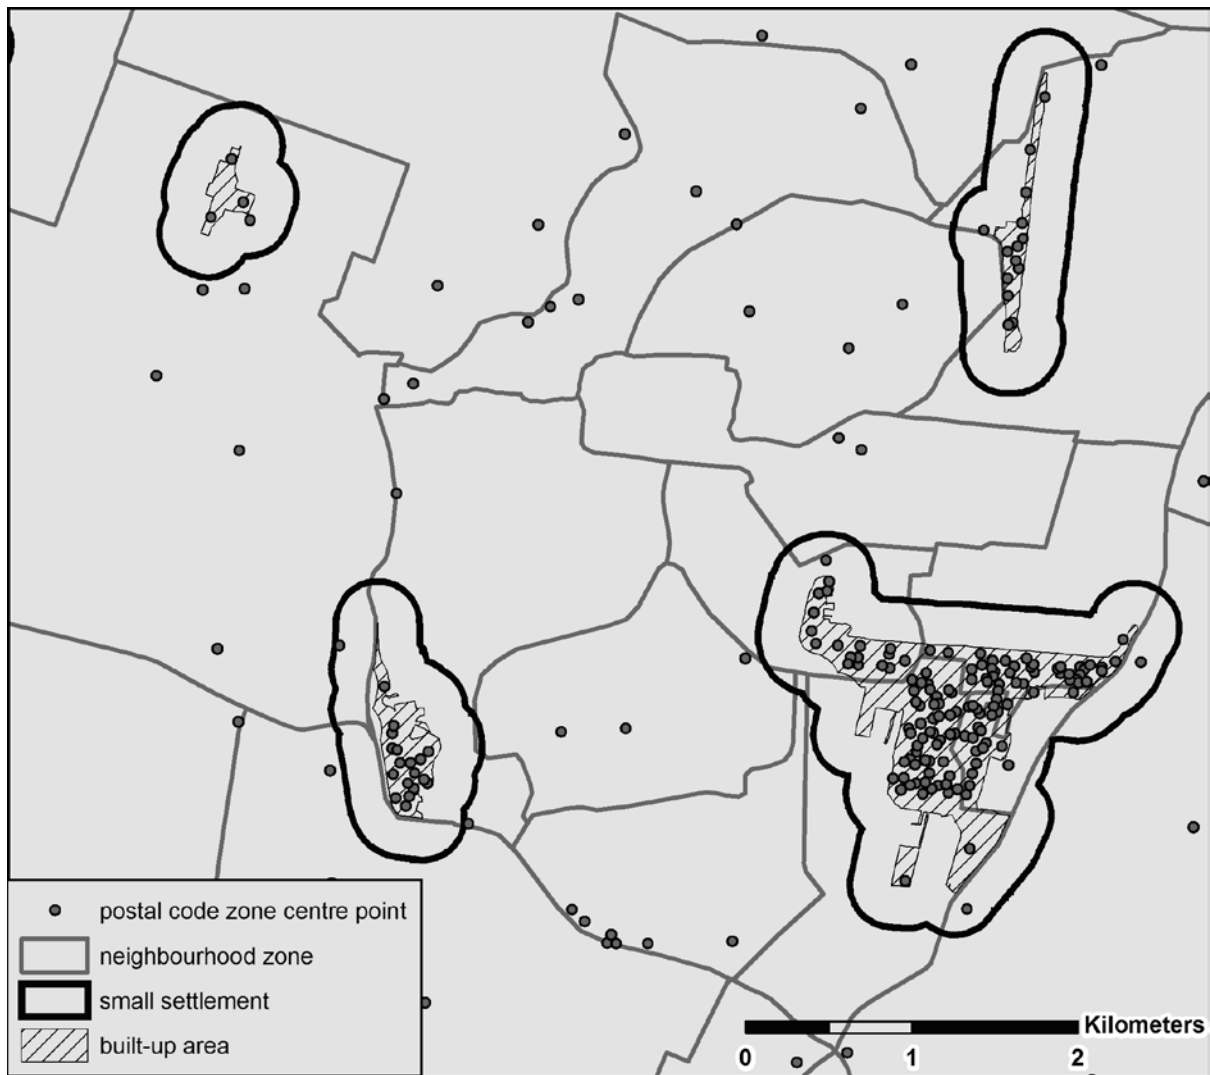 postal code zone centre point
neighbourhood zone
small settlement
built-up area
Kilometers
0 1 2